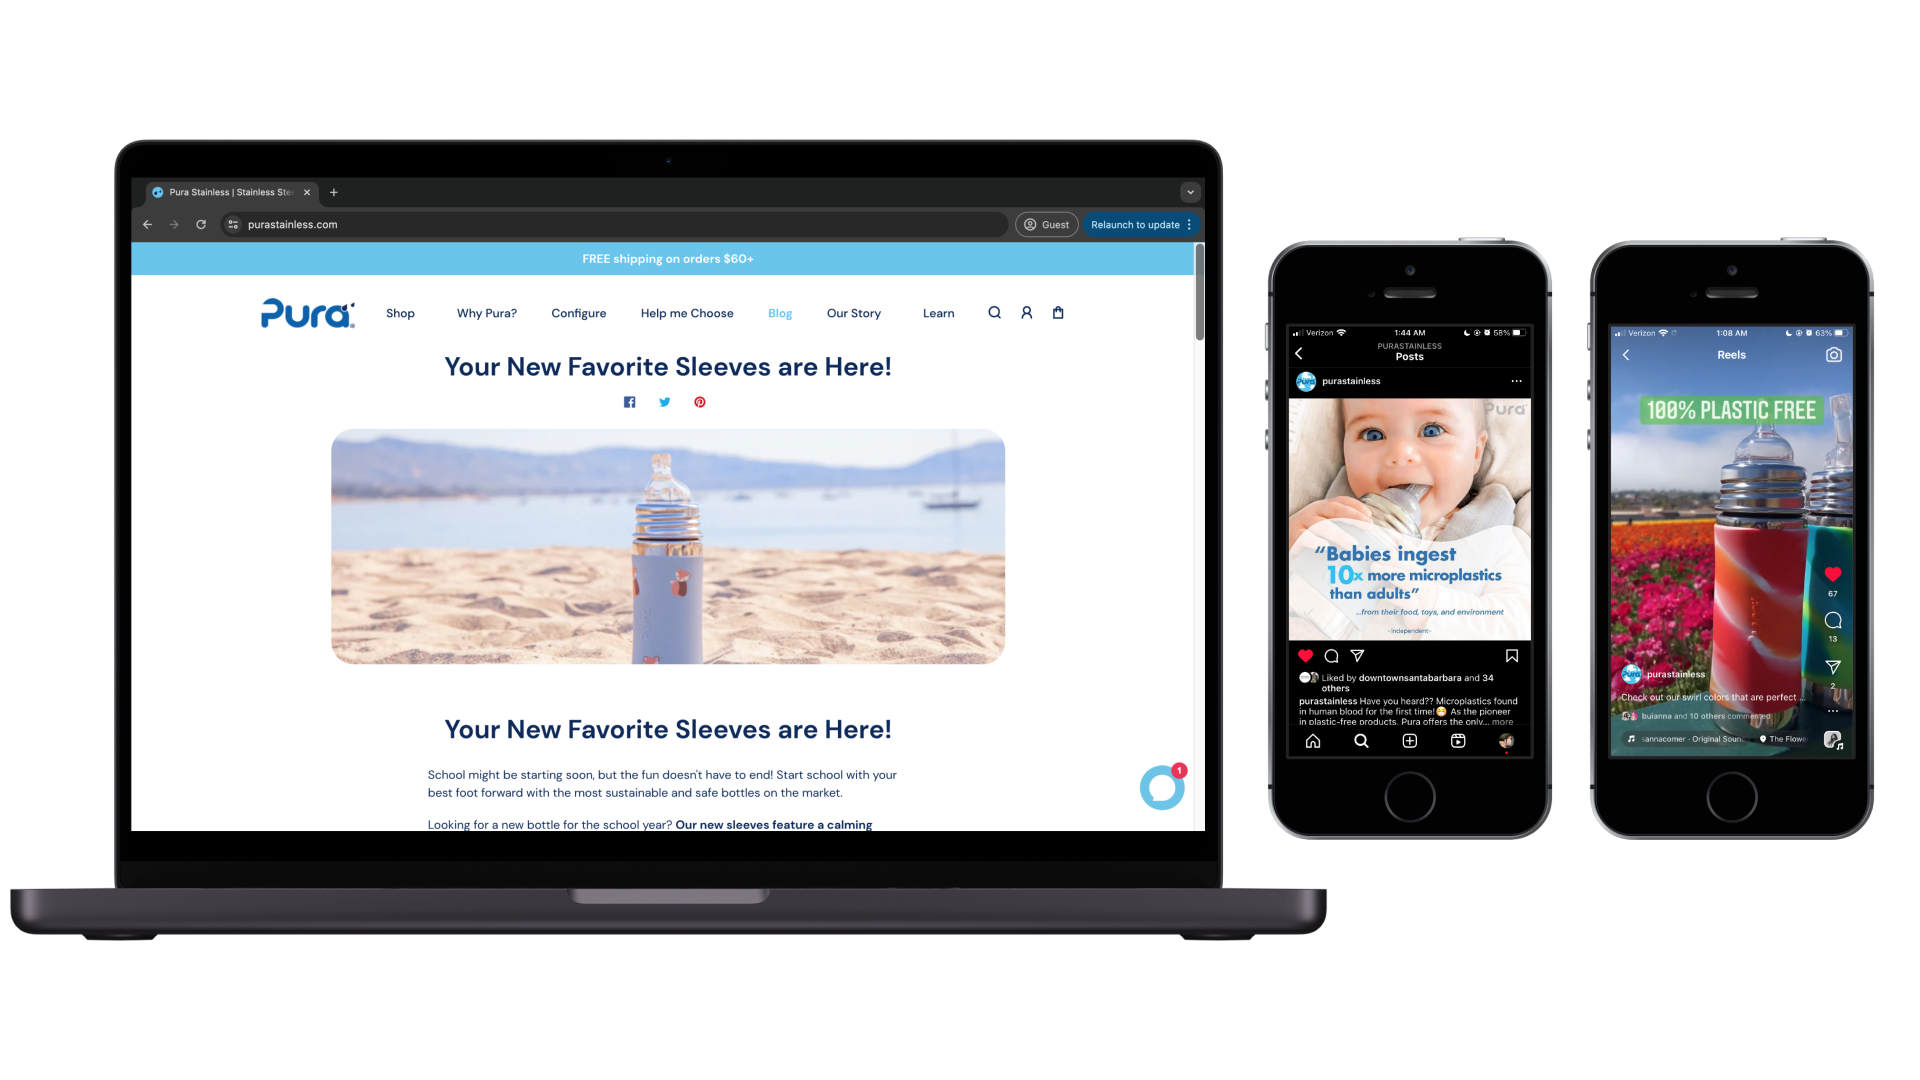 Pura Stainless | Stainless Ste
purastainless.com
Guest
Relaunch to update
FREE shipping on orders $60+
Pura
Shop
Why Pura?
Configure
Help me Choose
Blog
Our Story
Learn
Your New Favorite Sleeves are Here!
Your New Favorite Sleeves are Here!
School might be starting soon, but the fun doesn't have to end! Start school with your
best foot forward with the most sustainable and safe bottles on the market.
Looking for a new bottle for the school year? Our new sleeves feature a calming
1
Verizon
1:44 AM
58%
PURASTAINLESS
Posts
Pura
purastainless
Pura
“Babies ingest
10x more microplastics
than adults”
...from their food, toys, and environment
-Independent-
Liked by downtownsantabarbara and 34
others
purastainless Have you heard?? Microplastics found
in human blood for the first time! As the pioneer
in plastic-free products, Pura offers the only... more
Verizon
1:08 AM
63%
Reels
100% PLASTIC FREE
67
13
2
Pura
purastainless
Check out our swirl colors that are perfect ...
buianna and 10 others commented
sannacomer · Original Soun
The Flowe